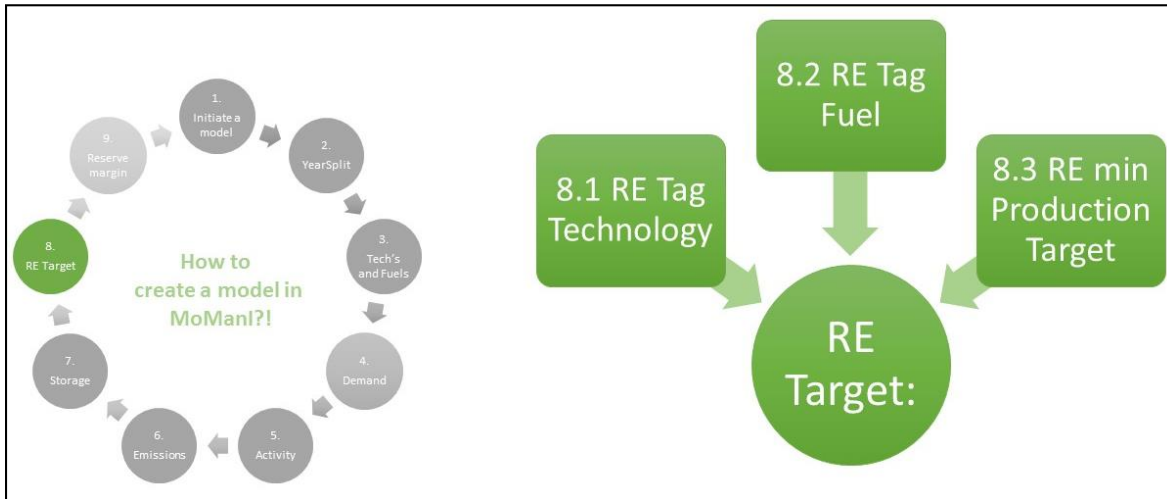 1.
Initiate a
model
2.
YearSplit
3.
Tech's
and Fuels
4.
Demand
5.
Activity
6.
Emissions
7.
Storage
8.
RE Target
9.
Reserve
margin
How to
create a model in
MoManI?!
8.1 RE Tag
Technology
8.2 RE Tag
Fuel
8.3 RE min
Production
Target
RE
Target: